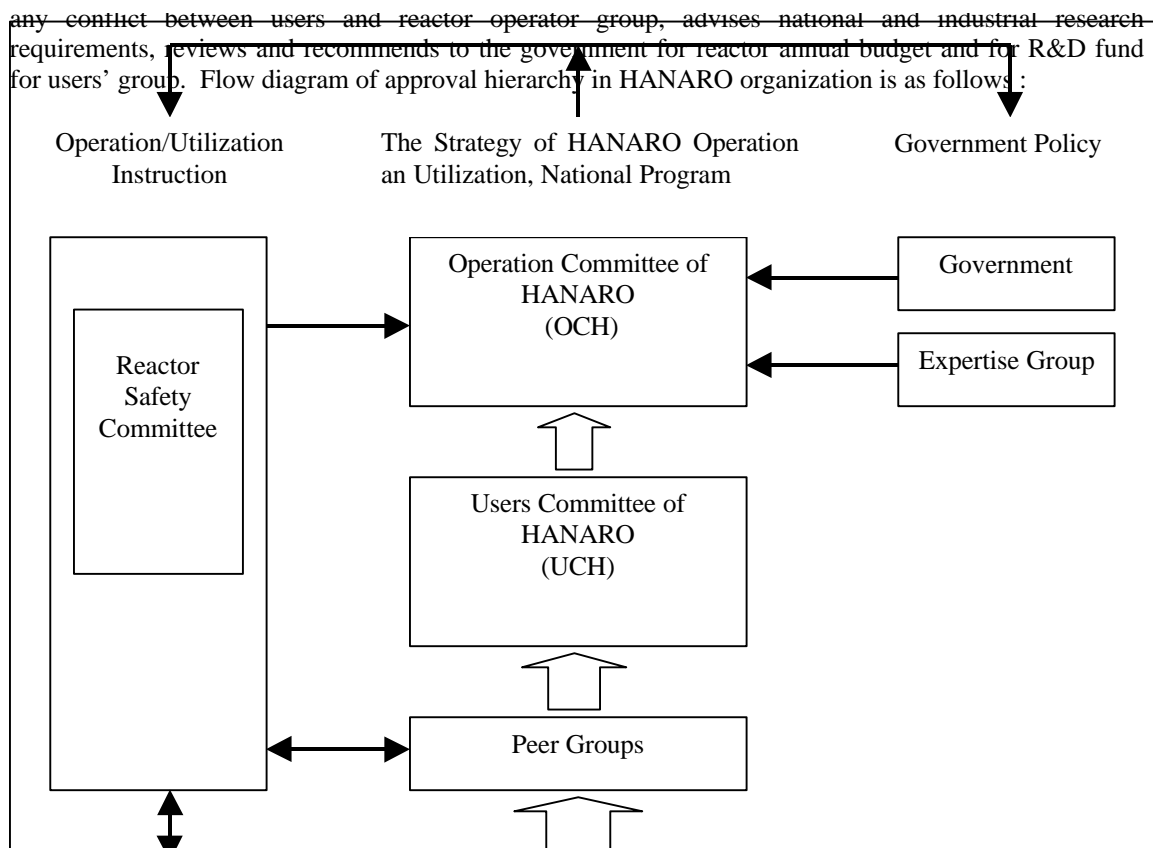 any conflict between users and reactor operator group, advises national and industrial research
requirements, reviews and recommends to the government for reactor annual budget and for R&D fund
for users' group. Flow diagram of approval hierarchy in HANARO organization is as follows :
Operation/Utilization
Instruction
The Strategy of HANARO Operation
an Utilization, National Program
Government Policy
Reactor
Safety
Committee
Operation Committee of
HANARO
(OCH)
Government
Expertise Group
Users Committee of
HANARO
(UCH)
Peer Groups